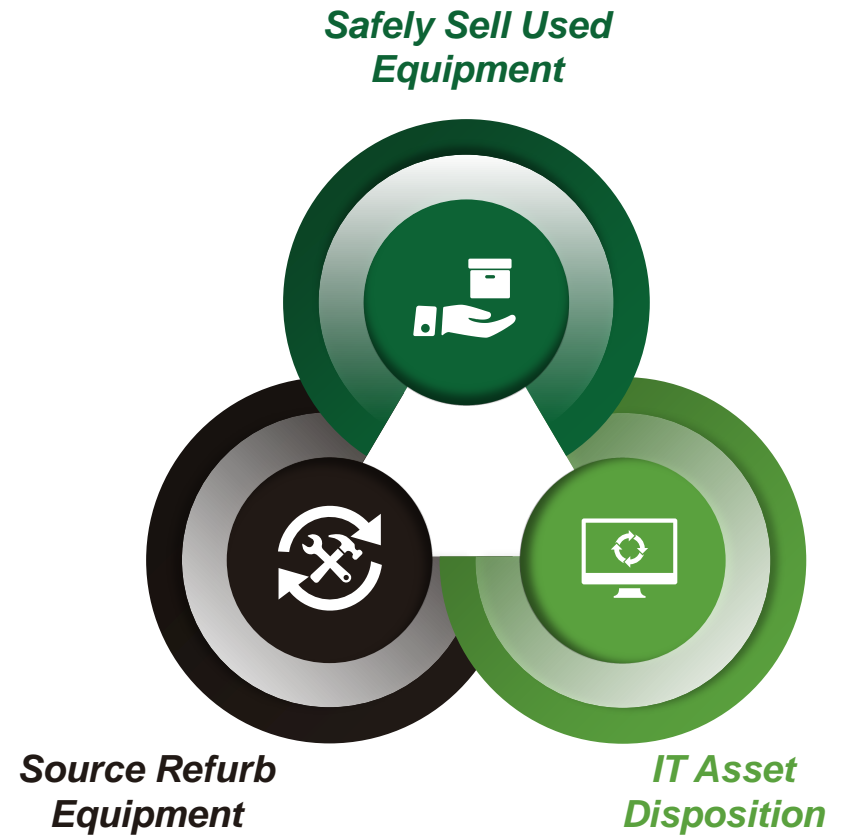 Safely Sell Used
Equipment
Source Refurb
Equipment
IT Asset
Disposition